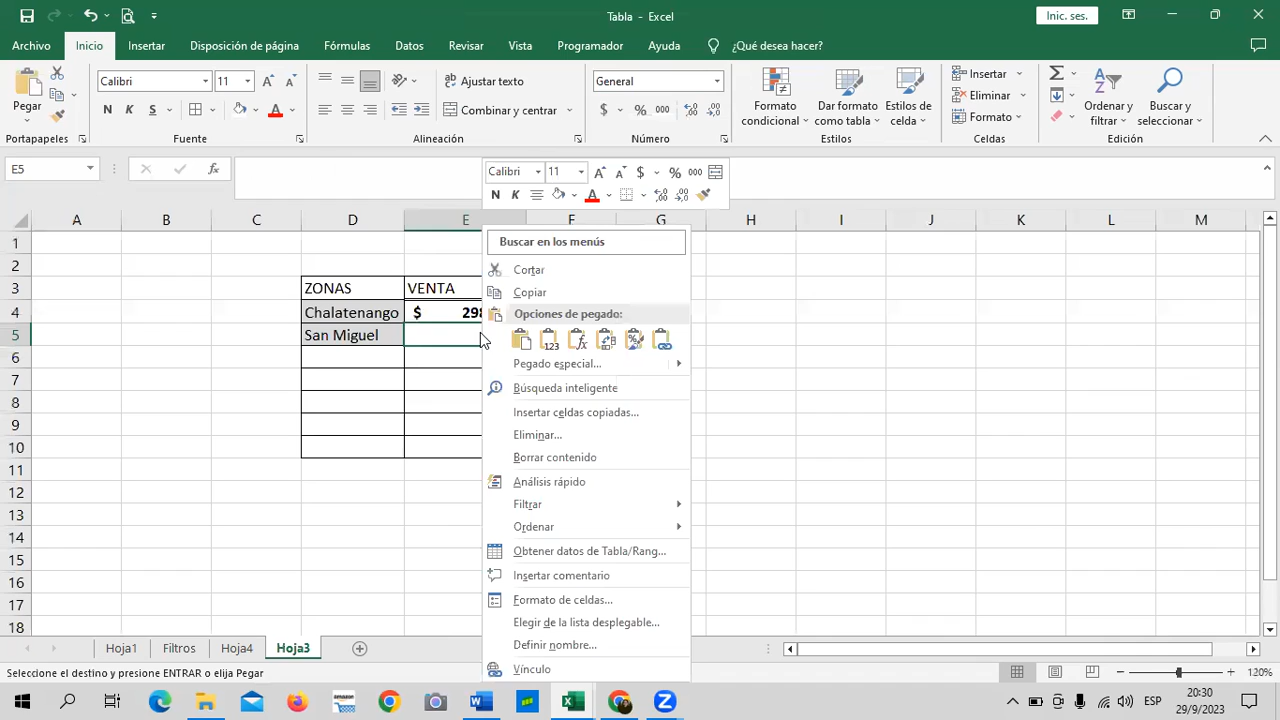 Tabla - Excel
Inic. ses.
Archivo Inicio Insertar Disposición de página Fórmulas Datos Revisar Vista Programador Ayuda ¿Qué desea hacer?
Pegar
Calibri 11
N K S
Ajustar texto
Combinar y centrar
General
$ % 000
Formato condicional
Dar formato como tabla
Estilos de celda
Insertar
Eliminar
Formato
Ordenar y filtrar
Buscar y seleccionar
Portapapeles Fuente Alineación Número Estilos Celdas Edición
E5
fx
Calibri 11 $ % 000
N K
A B C D E F G H I J K L M
1
2
3 ZONAS VENTA
4 Chalatenango $ 298
5 San Miguel
6
7
8
9
10
11
12
13
14
15
16
17
18
Buscar en los menús
Cortar
Copiar
Opciones de pegado:
123
Pegado especial...
Búsqueda inteligente
Insertar celdas copiadas...
Eliminar...
Borrar contenido
Análisis rápido
Filtrar
Ordenar
Obtener datos de Tabla/Rang...
Insertar comentario
Formato de celdas...
Elegir de la lista desplegable...
Definir nombre...
Vínculo
Hoja1 Filtros Hoja4 Hoja3
Seleccione el destino y presione ENTRAR o elija Pegar
120%
ESP
20:30
29/9/2023